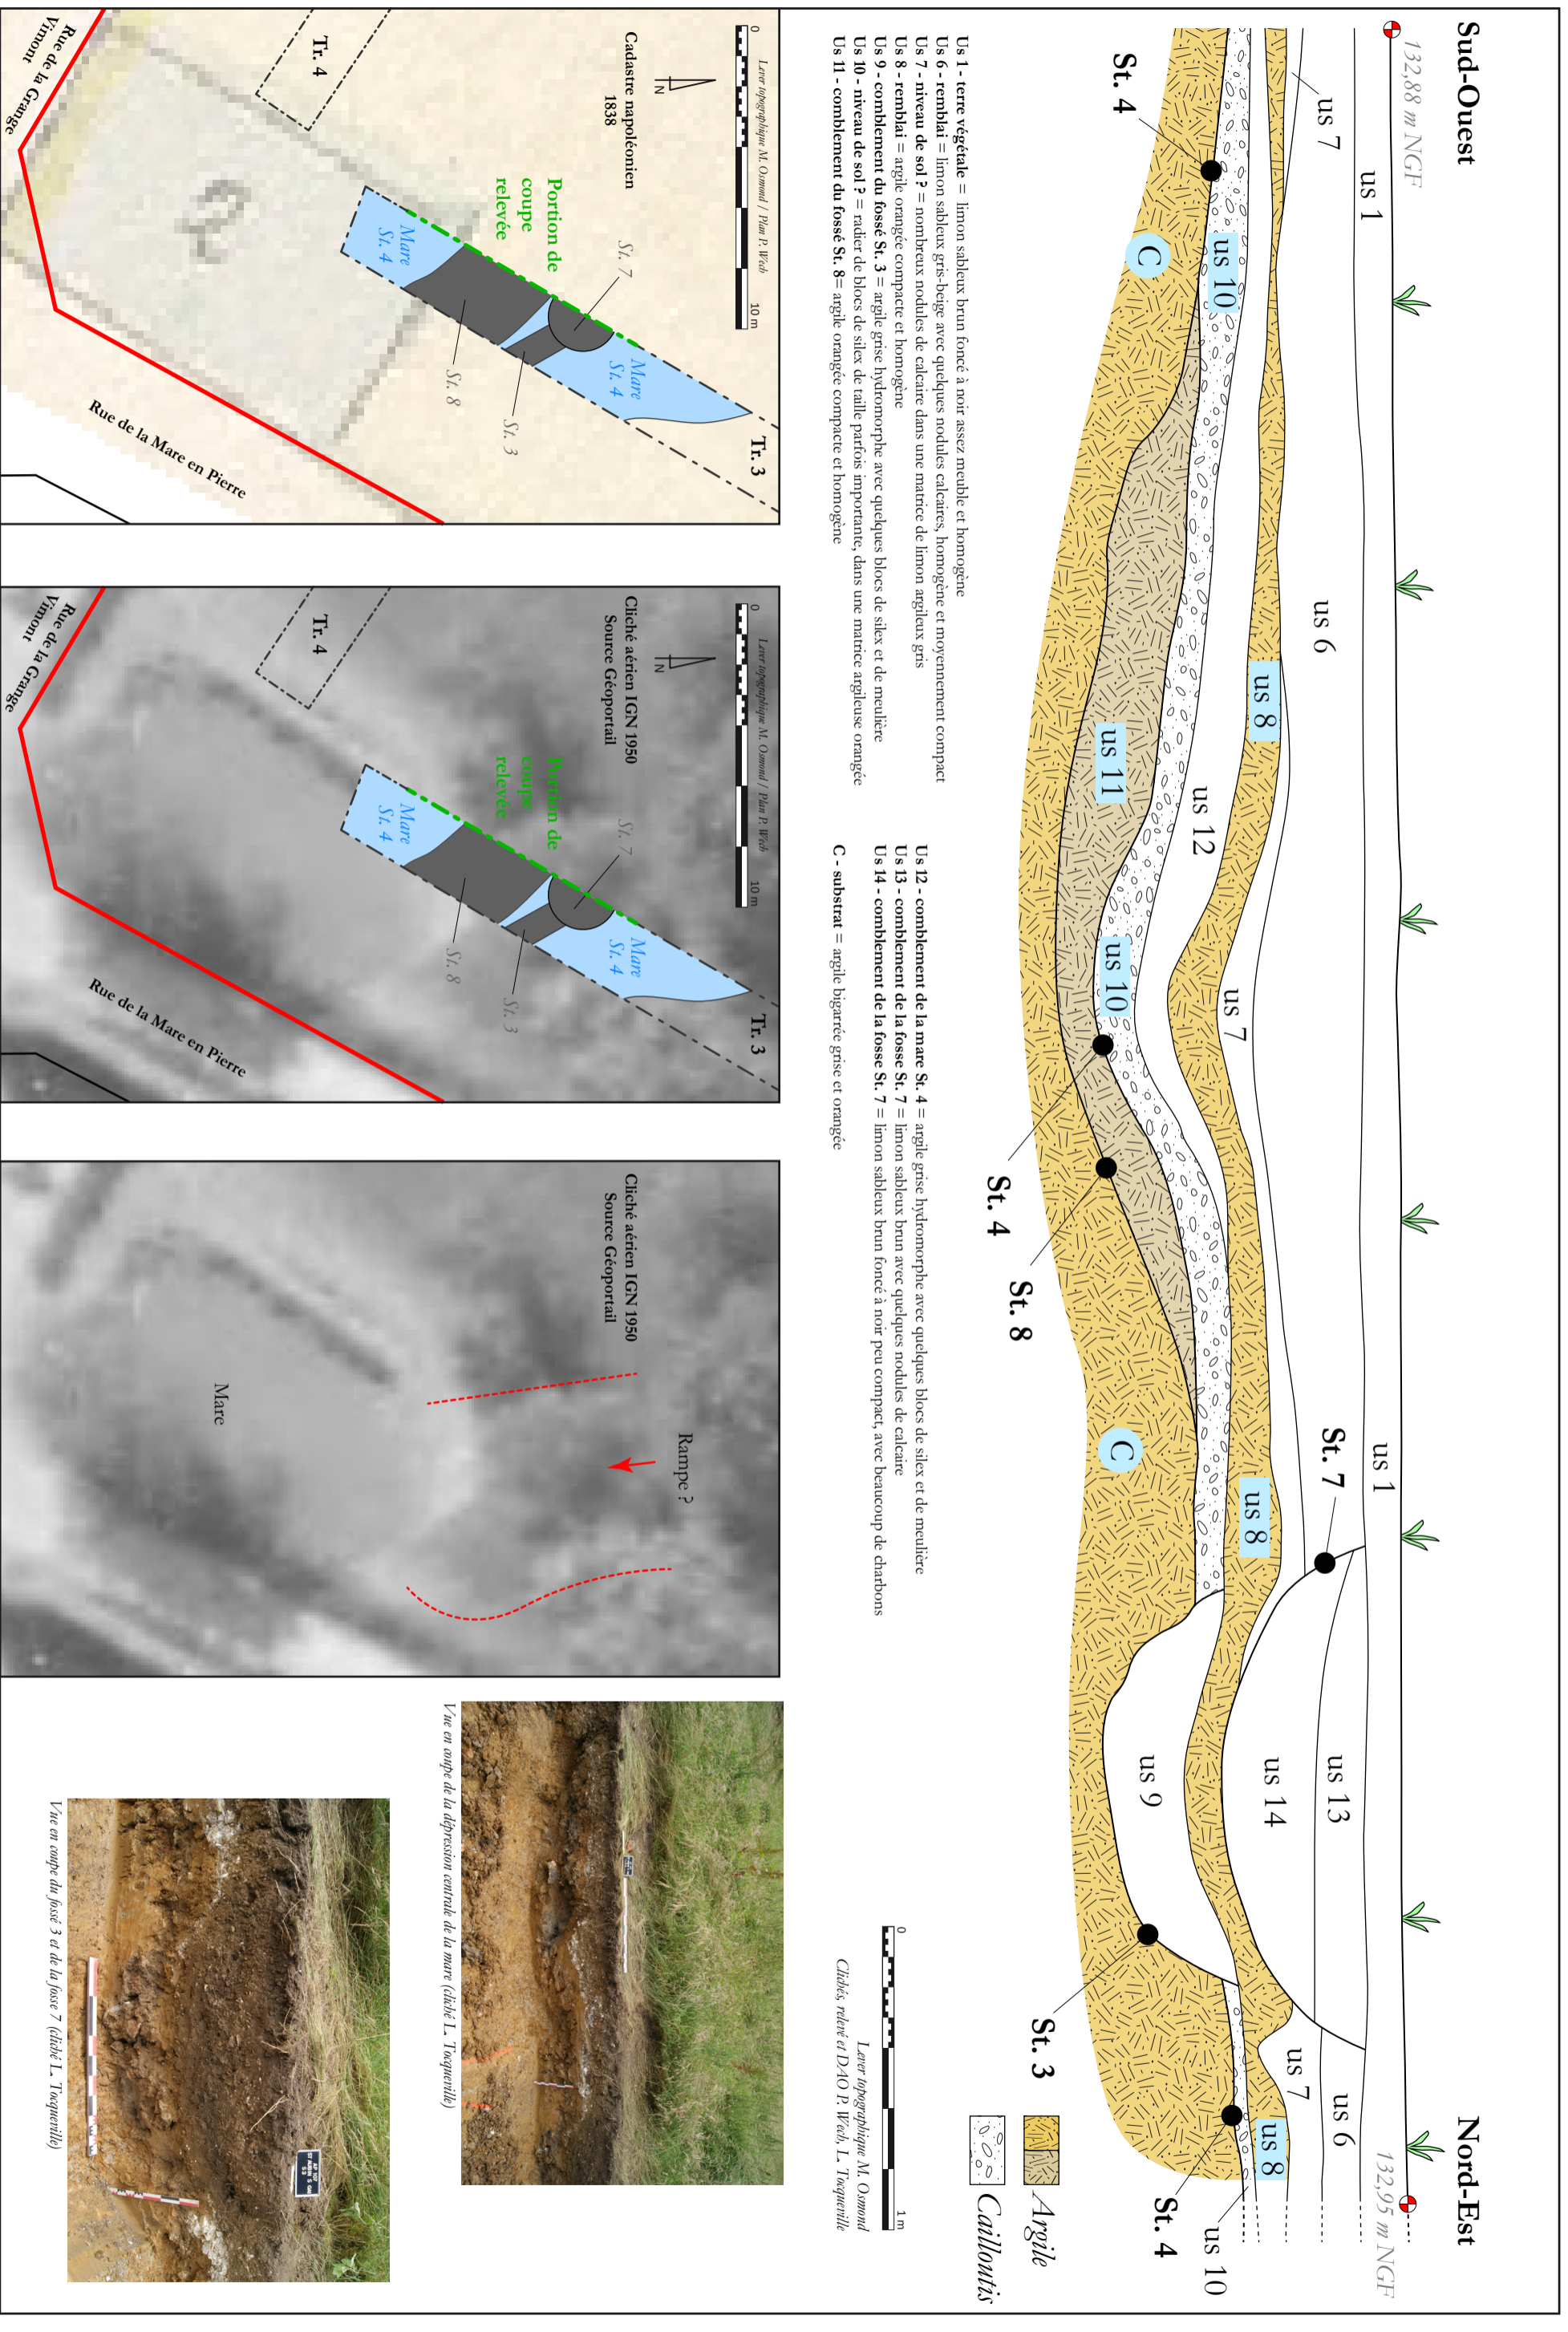 Sud-Ouest
Nord-Est
132,88 m NGF
132,95 m NGF
us 1
us 1
us 7
us 6
us 6
us 8
us 12
us 7
us 10
us 11
us 10
us 8
us 13
us 14
us 9
us 7
us 8
us 10
C
C
St. 4
St. 4
St. 8
St. 7
St. 3
St. 4
Argile
Cailloutis
Us 1 - terre végétale = limon sableux brun foncé à noir assez meuble et homogène
Us 6 - remblai = limon sableux gris-beige avec quelques nodules calcaires, homogène et moyennement compact
Us 7 - niveau de sol ? = nombreux nodules de calcaire dans une matrice de limon argileux gris
Us 8 - remblai = argile orangée compacte et homogène
Us 9 - comblement du fossé St. 3 = argile grise hydromorphe avec quelques blocs de silex et de meulière
Us 10 - niveau de sol ? = radier de blocs de silex de taille parfois importante, dans une matrice argileuse orangée
Us 11 - comblement du fossé St. 8= argile orangée compacte et homogène
Us 12 - comblement de la mare St. 4 = argile grise hydromorphe avec quelques blocs de silex et de meulière
Us 13 - comblement de la fosse St. 7 = limon sableux brun avec quelques nodules de calcaire
Us 14 - comblement de la fosse St. 7 = limon sableux brun foncé à noir peu compact, avec beaucoup de charbons
C - substrat = argile bigarrée grise et orangée
0
1 m
Lever topographique M. Osmond
Clichés, relevé et DAO P. Wech, L. Tocqueville
Lever topographique M. Osmond / Plan P. Wech
0
10 m
N
Cadastre napoléonien
1838
Tr. 4
Tr. 3
Portion de
coupe
relevée
St. 7
Mare
St. 4
Mare
St. 4
St. 8
St. 3
Rue de la Grange
Vimont
Rue de la Mare en Pierre
Lever topographique M. Osmond / Plan P. Wech
0
10 m
N
Cliché aérien IGN 1950
Source Géoportail
Tr. 4
Tr. 3
Portion de
coupe
relevée
St. 7
Mare
St. 4
Mare
St. 4
St. 8
St. 3
Rue de la Grange
Vimont
Rue de la Mare en Pierre
Cliché aérien IGN 1950
Source Géoportail
Rampe ?
Mare
Vue en coupe de la dépression centrale de la mare (cliché L. Tocqueville)
Vue en coupe du fossé 3 et de la fosse 7 (cliché L. Tocqueville)